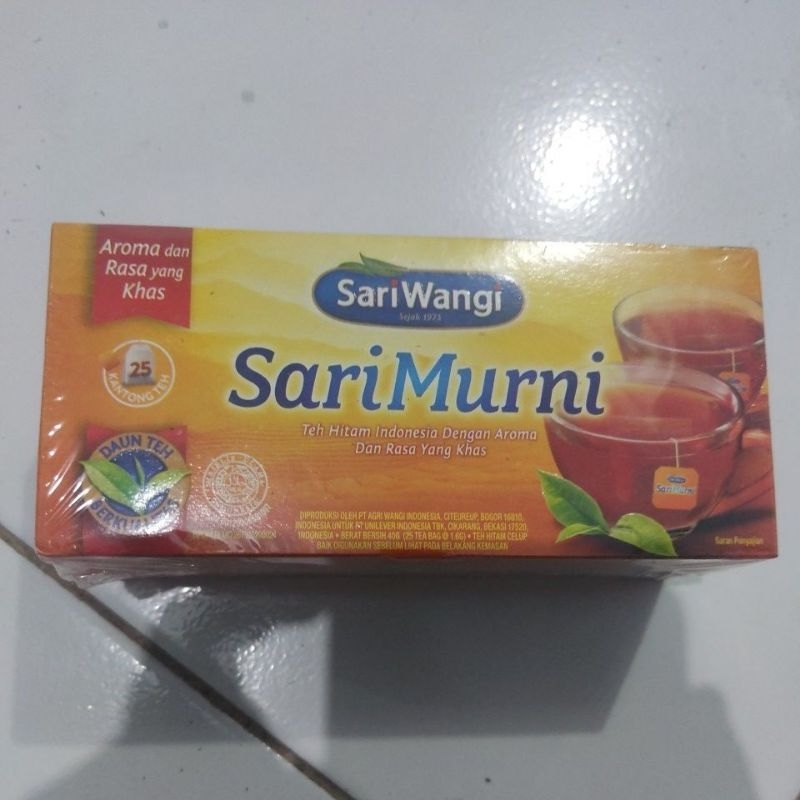 Aroma dan
Rasa yang
Khas
SariWangi
Sejak 1973
25
KANTONG TEH
SariMurni
Teh Hitam Indonesia Dengan Aroma
Dan Rasa Yang Khas
DAUN TEH
SariMurni
DIPRODUKSI OLEH PT AGRI WANGI INDONESIA, CITEUREUP, BOGOR 16810,
INDONESIA UNTUK PT UNILEVER INDONESIA TBK, CIKARANG, BEKASI 17520,
INDONESIA • BERAT BERSIH 40G (25 TEA BAG @ 1.6G) • TEH HITAM CELUP
BAIK DIGUNAKAN SEBELUM LIHAT PADA BELAKANG KEMASAN
Saran Penyajian